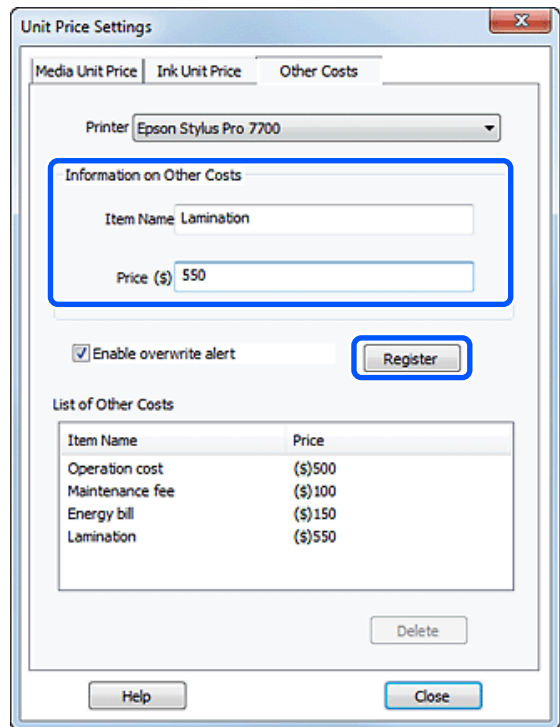 Unit Price Settings
Media Unit Price Ink Unit Price Other Costs
Printer Epson Stylus Pro 7700
Information on Other Costs
Item Name Lamination
Price ($) 550
Enable overwrite alert Register
List of Other Costs
Item Name Price
Operation cost ($)500
Maintenance fee ($)100
Energy bill ($)150
Lamination ($)550
Delete
Help Close